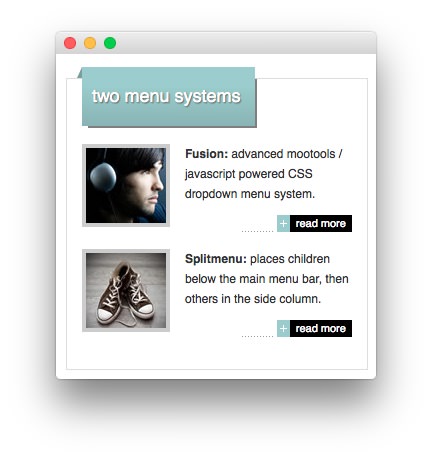 two menu systems
Fusion: advanced mootools /
javascript powered CSS
dropdown menu system.
+ read more
Splitmenu: places children
below the main menu bar, then
others in the side column.
+ read more